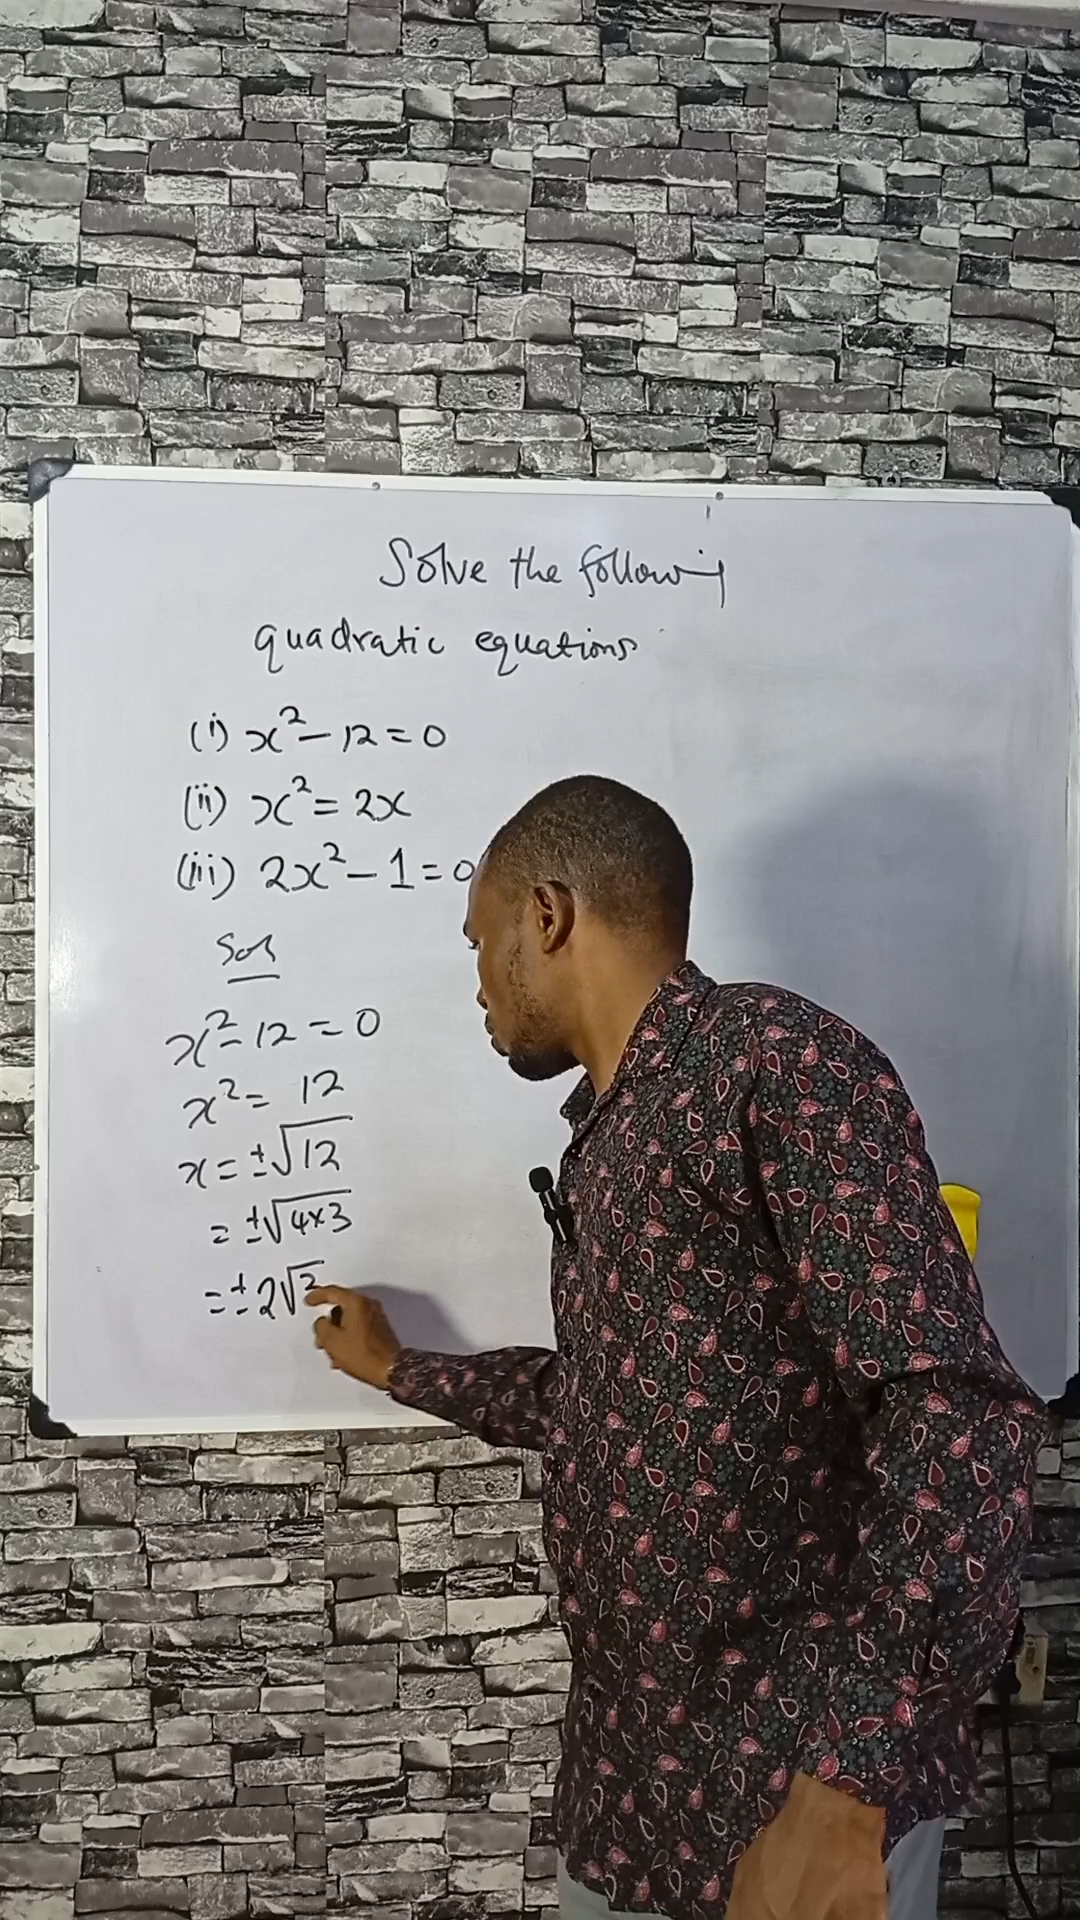 Solve the following
quadratic equations
(i) x² - 12 = 0
(ii) x² = 2x
(iii) 2x² - 1 = 0
Sol
x² - 12 = 0
x² = 12
x = ±√12
= ±√4×3
= ±2√3